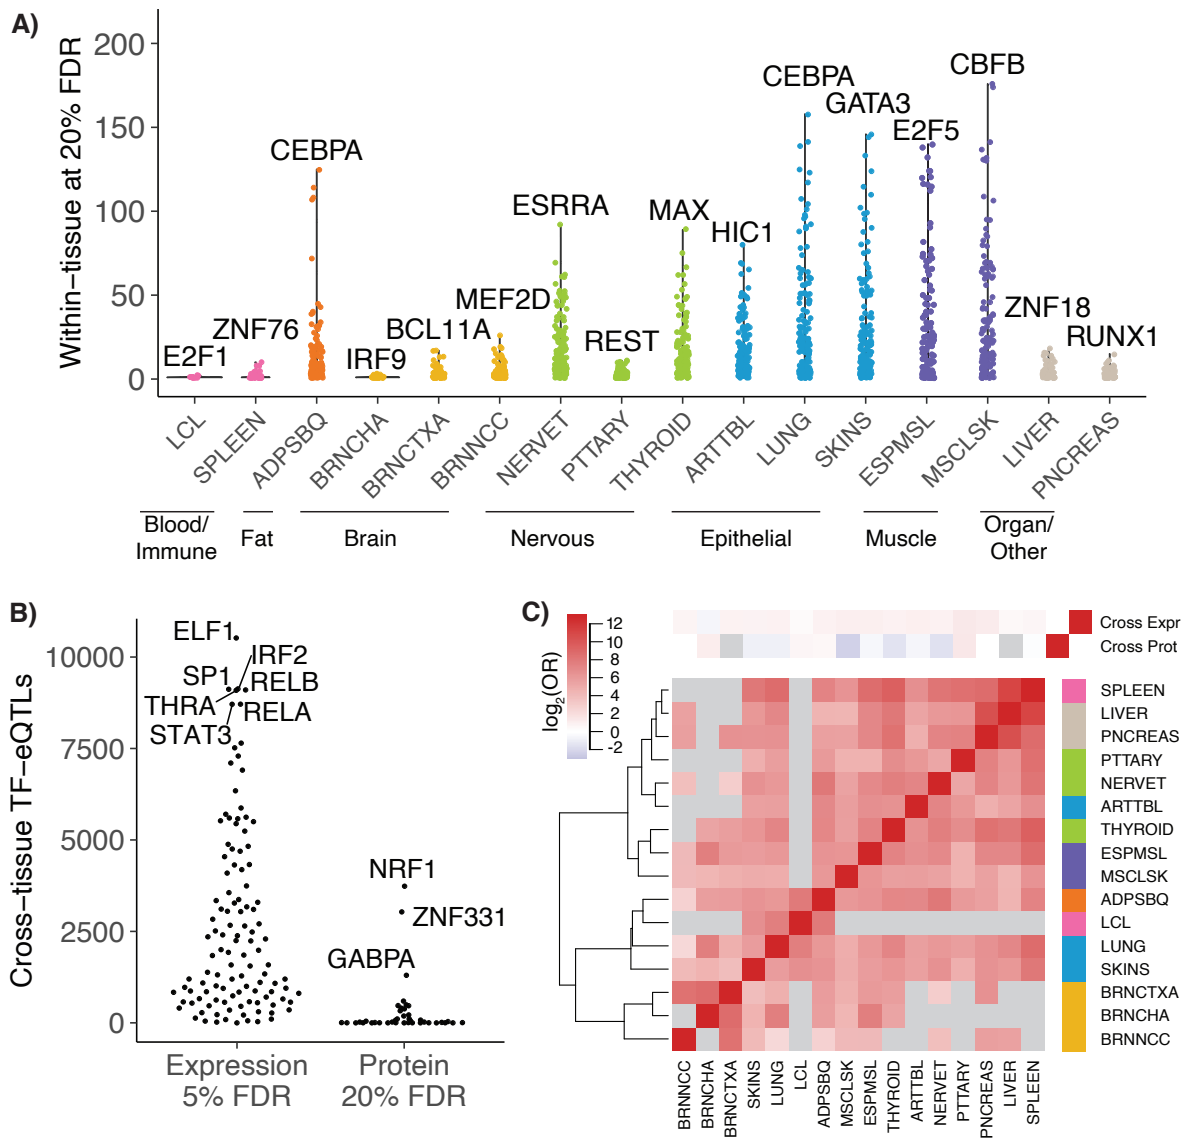 A)
Within−tissue at 20% FDR
200
150
100
50
0
E2F1
ZNF76
CEBPA
IRF9
BCL11A
MEF2D
ESRRA
REST
MAX
HIC1
CEBPA
GATA3
E2F5
CBFB
ZNF18
RUNX1
LCL
SPLEEN
ADPSBQ
BRNCHA
BRNCTXA
BRNNCC
NERVET
PTTARY
THYROID
ARTTBL
LUNG
SKINS
ESPMSL
MSCLSK
LIVER
PNCREAS
Blood/
Immune
Fat
Brain
Nervous
Epithelial
Muscle
Organ/
Other
B)
Cross−tissue TF−eQTLs
10000
7500
5000
2500
0
ELF1
IRF2
SP1
RELB
THRA
RELA
STAT3
NRF1
ZNF331
GABPA
Expression
5% FDR
Protein
20% FDR
C)
log2(OR)
12
10
8
6
4
2
0
-2
Cross Expr
Cross Prot
SPLEEN
LIVER
PNCREAS
PTTARY
NERVET
ARTTBL
THYROID
ESPMSL
MSCLSK
ADPSBQ
LCL
LUNG
SKINS
BRNCTXA
BRNCHA
BRNNCC
BRNNCC
BRNCHA
BRNCTXA
SKINS
LUNG
LCL
ADPSBQ
MSCLSK
ESPMSL
THYROID
ARTTBL
NERVET
PTTARY
PNCREAS
LIVER
SPLEEN